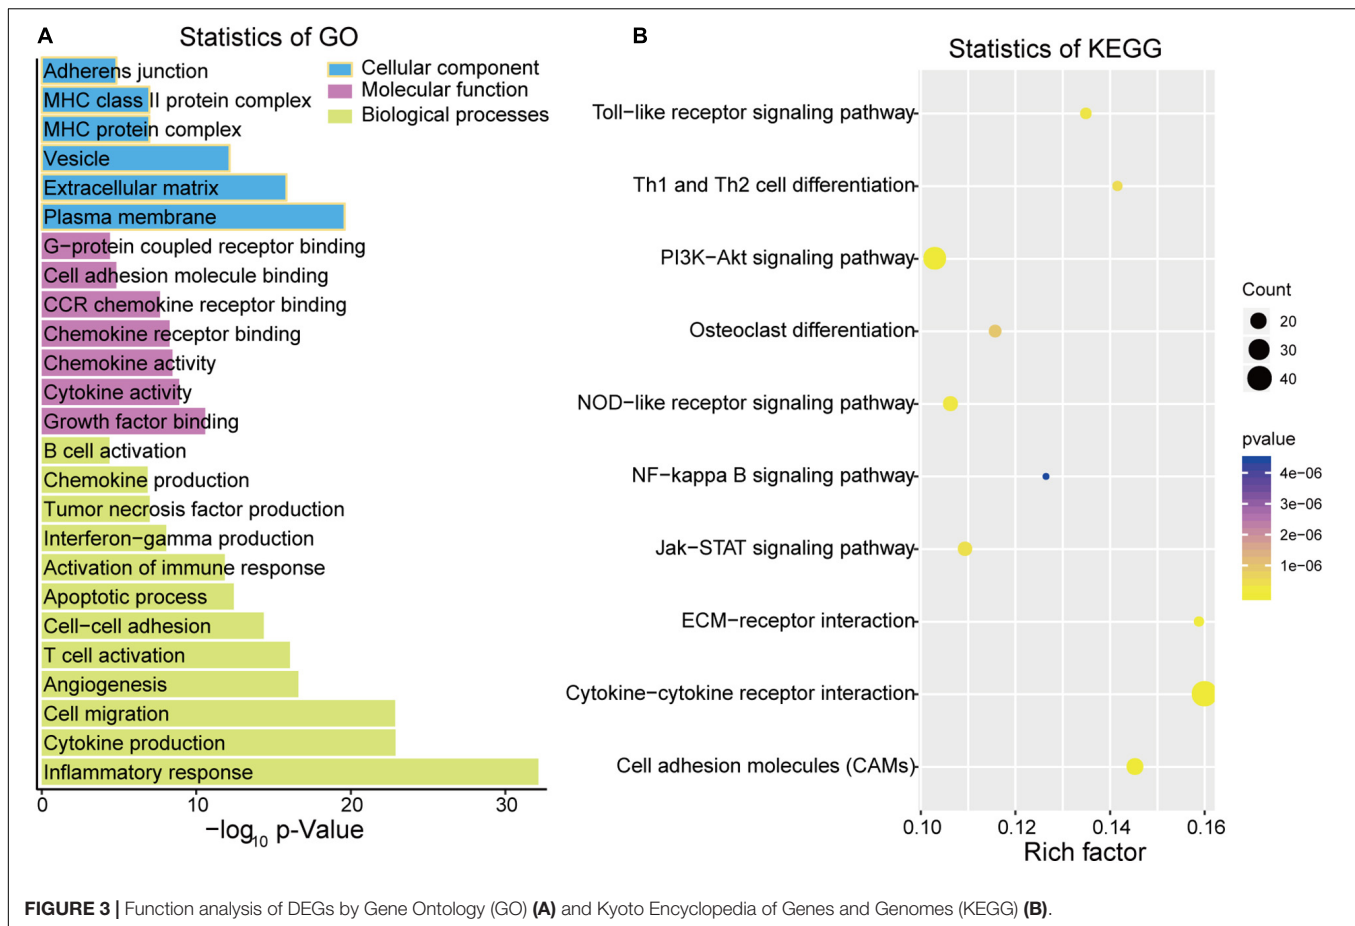 A
Statistics of GO
Cellular component
Molecular function
Biological processes
Adherens junction
MHC class II protein complex
MHC protein complex
Vesicle
Extracellular matrix
Plasma membrane
G−protein coupled receptor binding
Cell adhesion molecule binding
CCR chemokine receptor binding
Chemokine receptor binding
Chemokine activity
Cytokine activity
Growth factor binding
B cell activation
Chemokine production
Tumor necrosis factor production
Interferon−gamma production
Activation of immune response
Apoptotic process
Cell−cell adhesion
T cell activation
Angiogenesis
Cell migration
Cytokine production
Inflammatory response
0 10 20 30
−log10 p-Value
B
Statistics of KEGG
Toll−like receptor signaling pathway
Th1 and Th2 cell differentiation
PI3K−Akt signaling pathway
Osteoclast differentiation
NOD−like receptor signaling pathway
NF−kappa B signaling pathway
Jak−STAT signaling pathway
ECM−receptor interaction
Cytokine−cytokine receptor interaction
Cell adhesion molecules (CAMs)
0.10 0.12 0.14 0.16
Rich factor
Count
20
30
40
pvalue
4e−06
3e−06
2e−06
1e−06
FIGURE 3 | Function analysis of DEGs by Gene Ontology (GO) (A) and Kyoto Encyclopedia of Genes and Genomes (KEGG) (B).